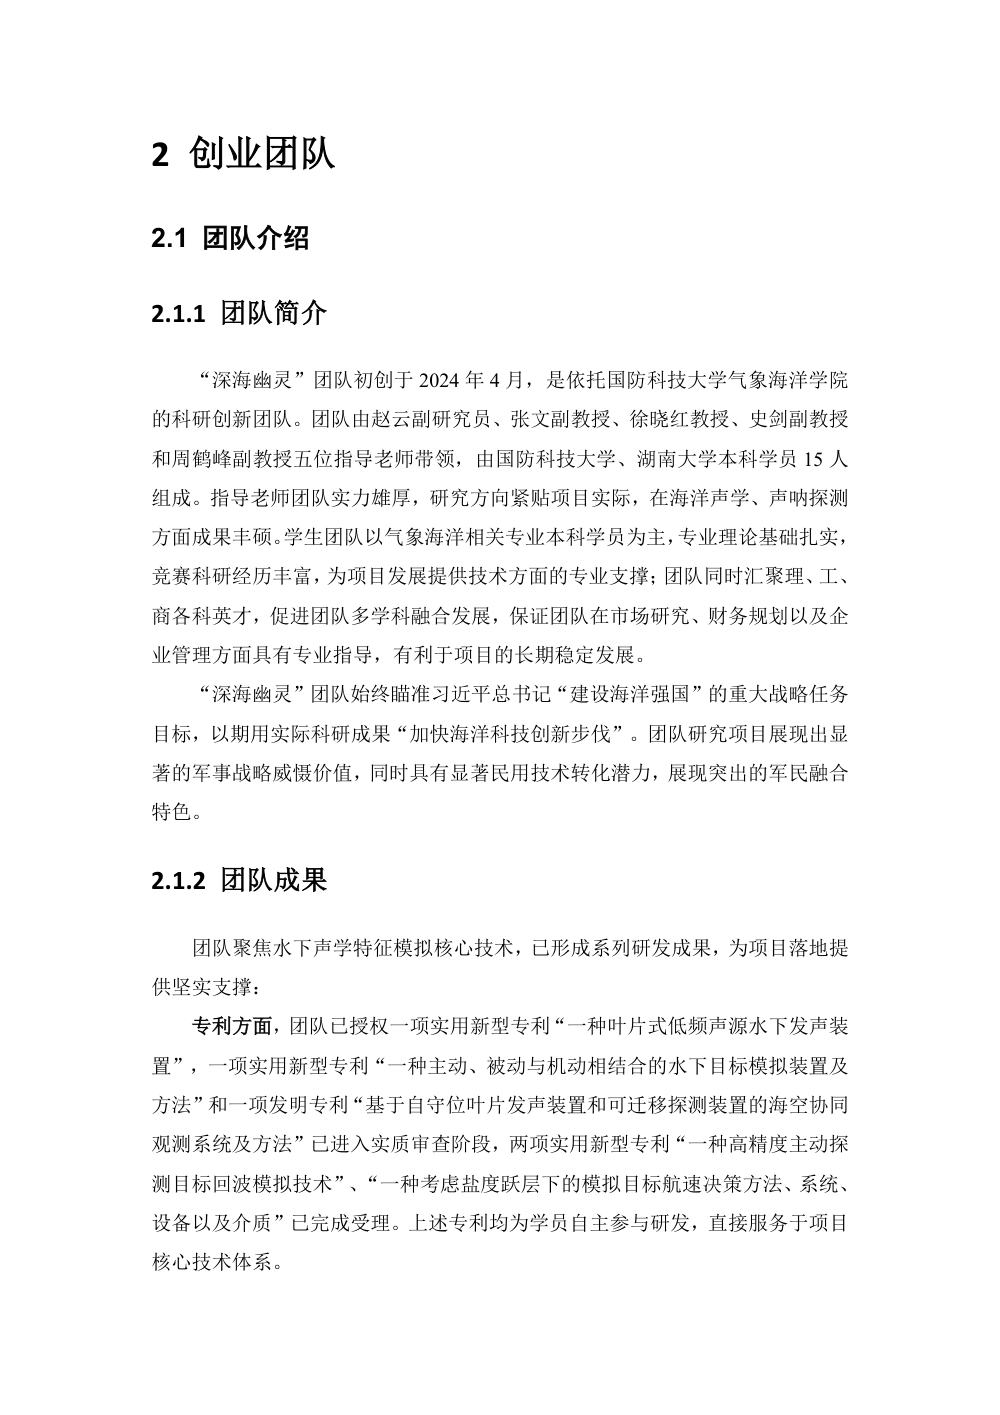 2 创业团队
2.1 团队介绍
2.1.1 团队简介
“深海幽灵”团队初创于 2024 年 4 月，是依托国防科技大学气象海洋学院
的科研创新团队。团队由赵云副研究员、张文副教授、徐晓红教授、史剑副教授
和周鹤峰副教授五位指导老师带领，由国防科技大学、湖南大学本科学员 15 人
组成。指导老师团队实力雄厚，研究方向紧贴项目实际，在海洋声学、声呐探测
方面成果丰硕。学生团队以气象海洋相关专业本科学员为主，专业理论基础扎实，
竞赛科研经历丰富，为项目发展提供技术方面的专业支撑；团队同时汇聚理、工、
商各科英才，促进团队多学科融合发展，保证团队在市场研究、财务规划以及企
业管理方面具有专业指导，有利于项目的长期稳定发展。
“深海幽灵”团队始终瞄准习近平总书记“建设海洋强国”的重大战略任务
目标，以期用实际科研成果“加快海洋科技创新步伐”。团队研究项目展现出显
著的军事战略威慑价值，同时具有显著民用技术转化潜力，展现突出的军民融合
特色。
2.1.2 团队成果
团队聚焦水下声学特征模拟核心技术，已形成系列研发成果，为项目落地提
供坚实支撑：
专利方面，团队已授权一项实用新型专利“一种叶片式低频声源水下发声装
置”，一项实用新型专利“一种主动、被动与机动相结合的水下目标模拟装置及
方法”和一项发明专利“基于自守位叶片发声装置和可迁移探测装置的海空协同
观测系统及方法”已进入实质审查阶段，两项实用新型专利“一种高精度主动探
测目标回波模拟技术”、“一种考虑盐度跃层下的模拟目标航速决策方法、系统、
设备以及介质”已完成受理。上述专利均为学员自主参与研发，直接服务于项目
核心技术体系。